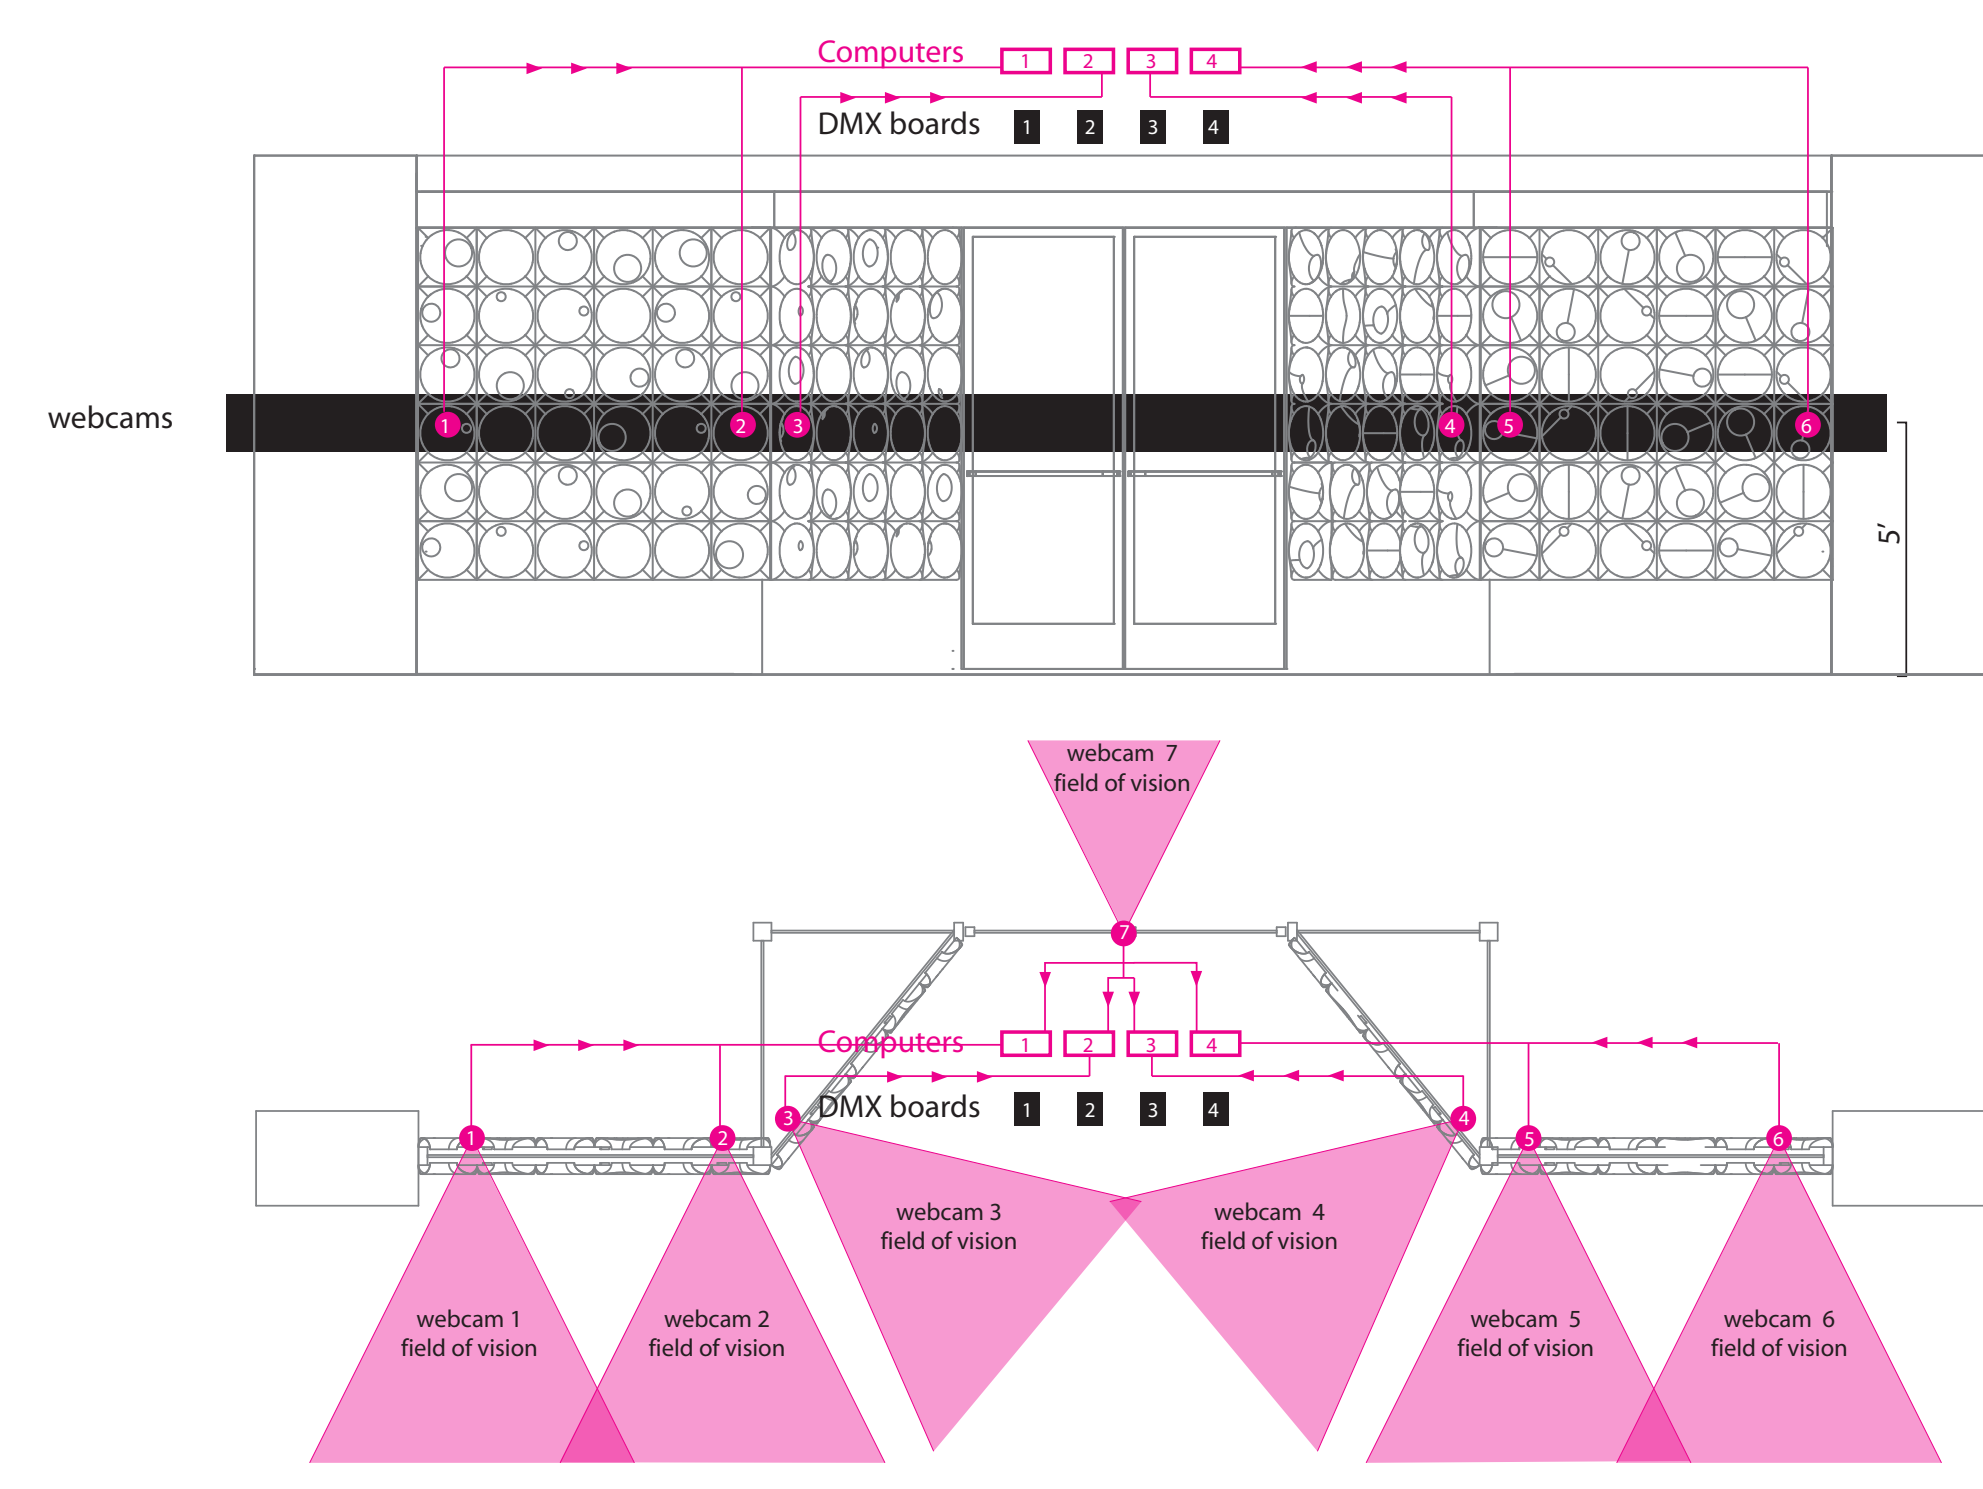 Computers 1 2 3 4
DMX boards 1 2 3 4
webcams 1 2 3 4 5 6
5'
webcam 7
field of vision
7
Computers 1 2 3 4
DMX boards 1 2 3 4
1 2 3 4 5 6
webcam 3
field of vision
webcam 4
field of vision
webcam 1
field of vision
webcam 2
field of vision
webcam 5
field of vision
webcam 6
field of vision